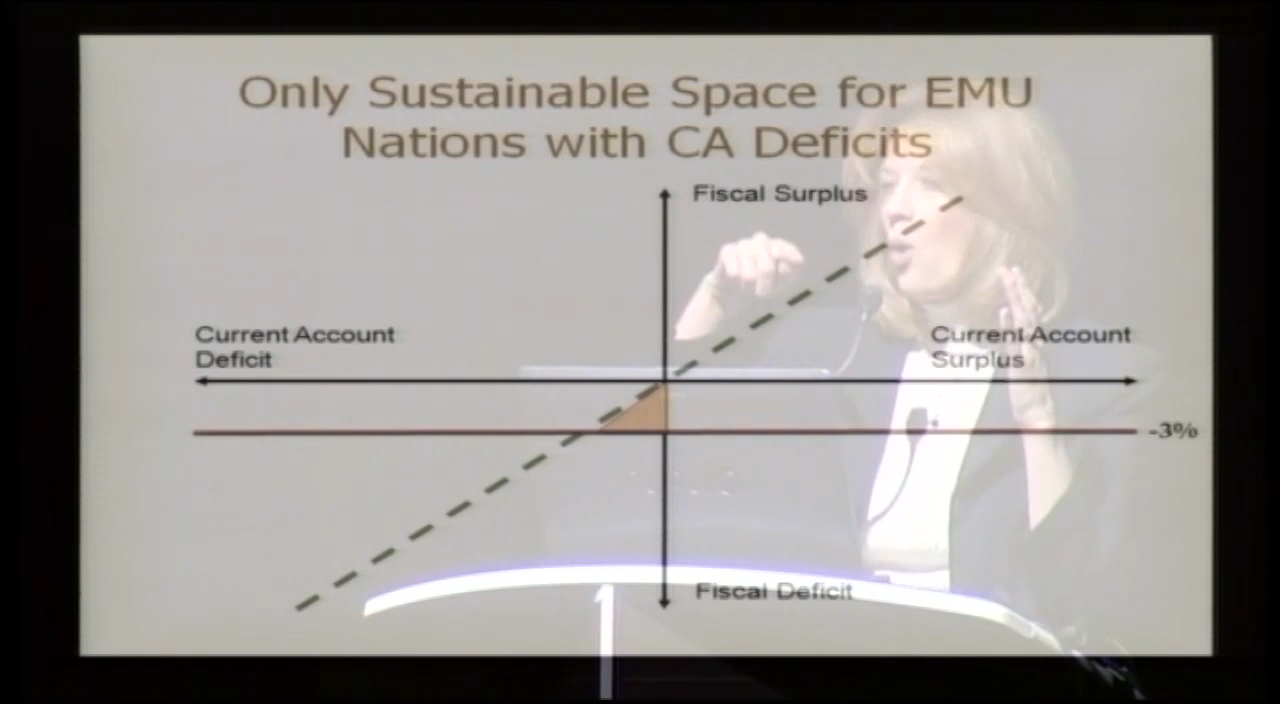 Only Sustainable Space for EMU
Nations with CA Deficits
Fiscal Surplus
Current Account
Deficit
Current Account
Surplus
-3%
Fiscal Deficit